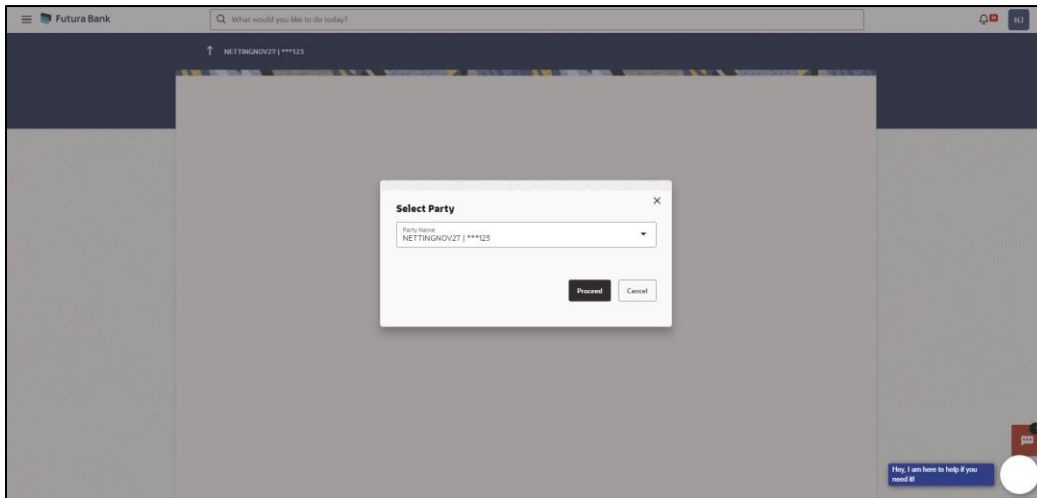 Futura Bank
What would you like to do today?
NJ
NETTINGNOV27 | ***123
Select Party
Party Name
NETTINGNOV27 | ***123
Proceed
Cancel
Hey, I am here to help if you
need it!